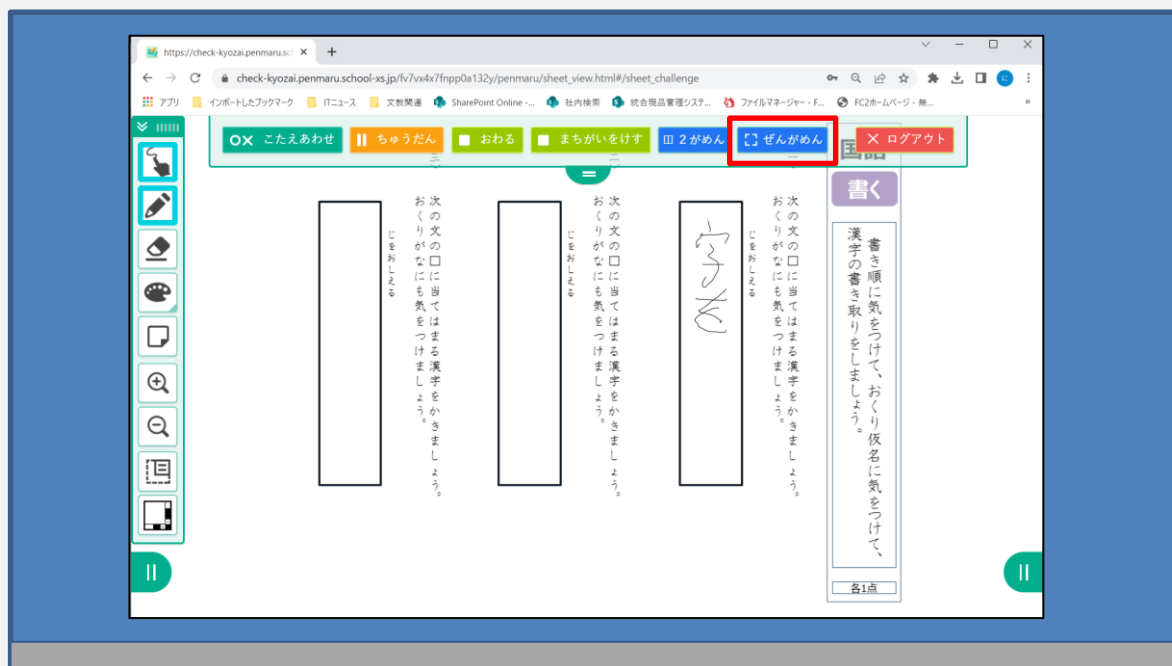 https://check-kyozai.penmaru.sc
check-kyozai.penmaru.school-xs.jp/fv7vx4x7fnpp0a132y/penmaru/sheet_view.html#/sheet_challenge
アプリ インポートしたブックマーク ITニュース 文教関連 SharePoint Online -... 社内検索 統合現品管理システ... ファイルマネージャー - F... FC2ホームページ - 無... »
○× こたえあわせ ちゅうだん おわる まちがいをけす 2がめん ぜんがめん × ログアウト
国語
書く
書き順に気をつけて、おくり仮名に気をつけて、
漢字の書き取りをしましょう。
各1点
次の文の□に当てはまる漢字をかきましょう。
おくりがなにも気をつけましょう。
じをおしえる
字を
次の文の□に当てはまる漢字をかきましょう。
おくりがなにも気をつけましょう。
じをおしえる
次の文の□に当てはまる漢字をかきましょう。
おくりがなにも気をつけましょう。
じをおしえる